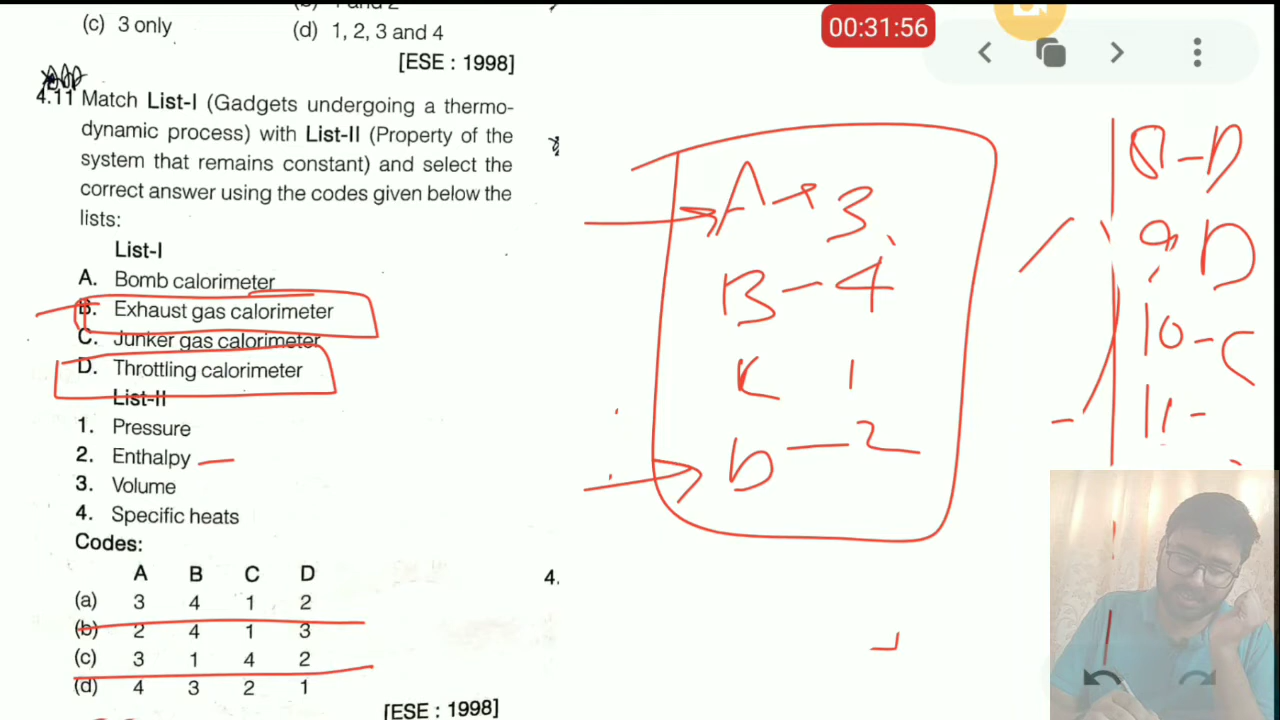 (b) 1 and 2
(c) 3 only (d) 1, 2, 3 and 4
[ESE : 1998]
4.11 Match List-I (Gadgets undergoing a thermo-
dynamic process) with List-II (Property of the
system that remains constant) and select the
correct answer using the codes given below the
lists:
List-I
A. Bomb calorimeter
B. Exhaust gas calorimeter
C. Junker gas calorimeter
D. Throttling calorimeter
List-II
1. Pressure
2. Enthalpy
3. Volume
4. Specific heats
Codes:
A B C D
(a) 3 4 1 2
(b) 2 4 1 3
(c) 3 1 4 2
(d) 4 3 2 1
[ESE : 1998]
4.
00:31:56
A → 3
B - 4
C 1
D - 2
8 - D
9 D
10 - C
11 -